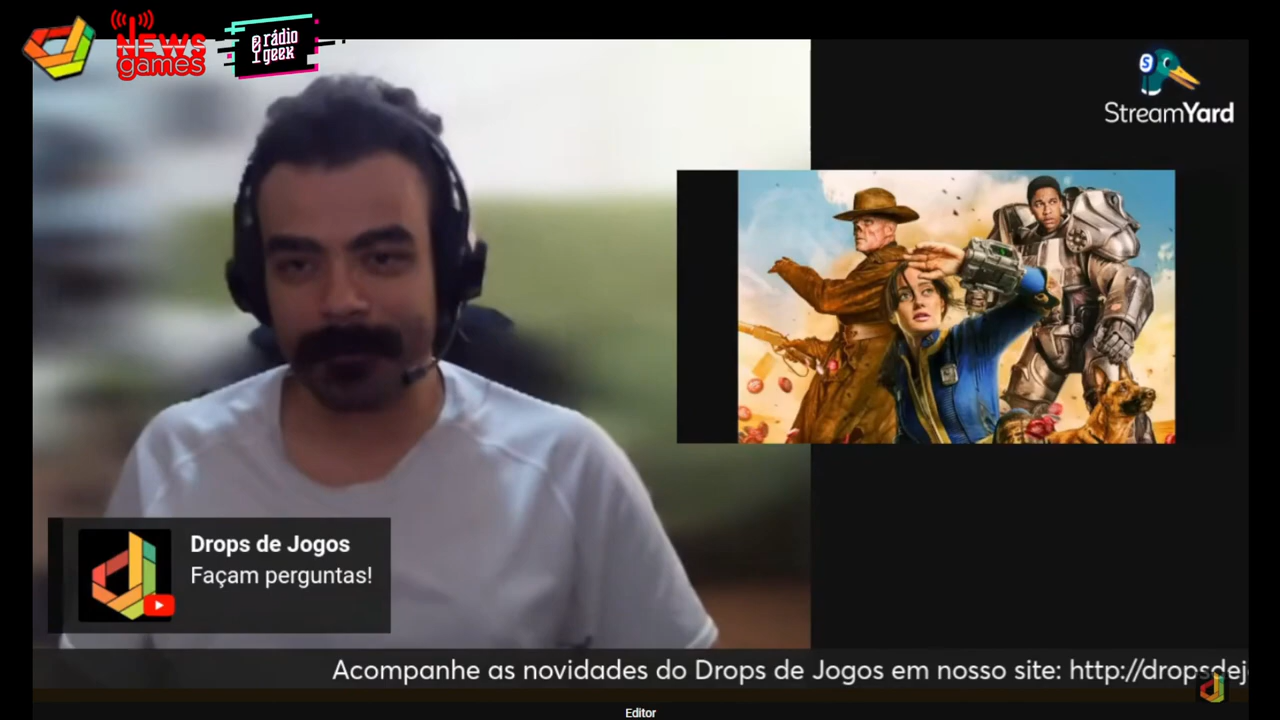 NEWS
games
rádio
geek
S
StreamYard
Drops de Jogos
Façam perguntas!
Acompanhe as novidades do Drops de Jogos em nosso site: http://dropsdej
Editor